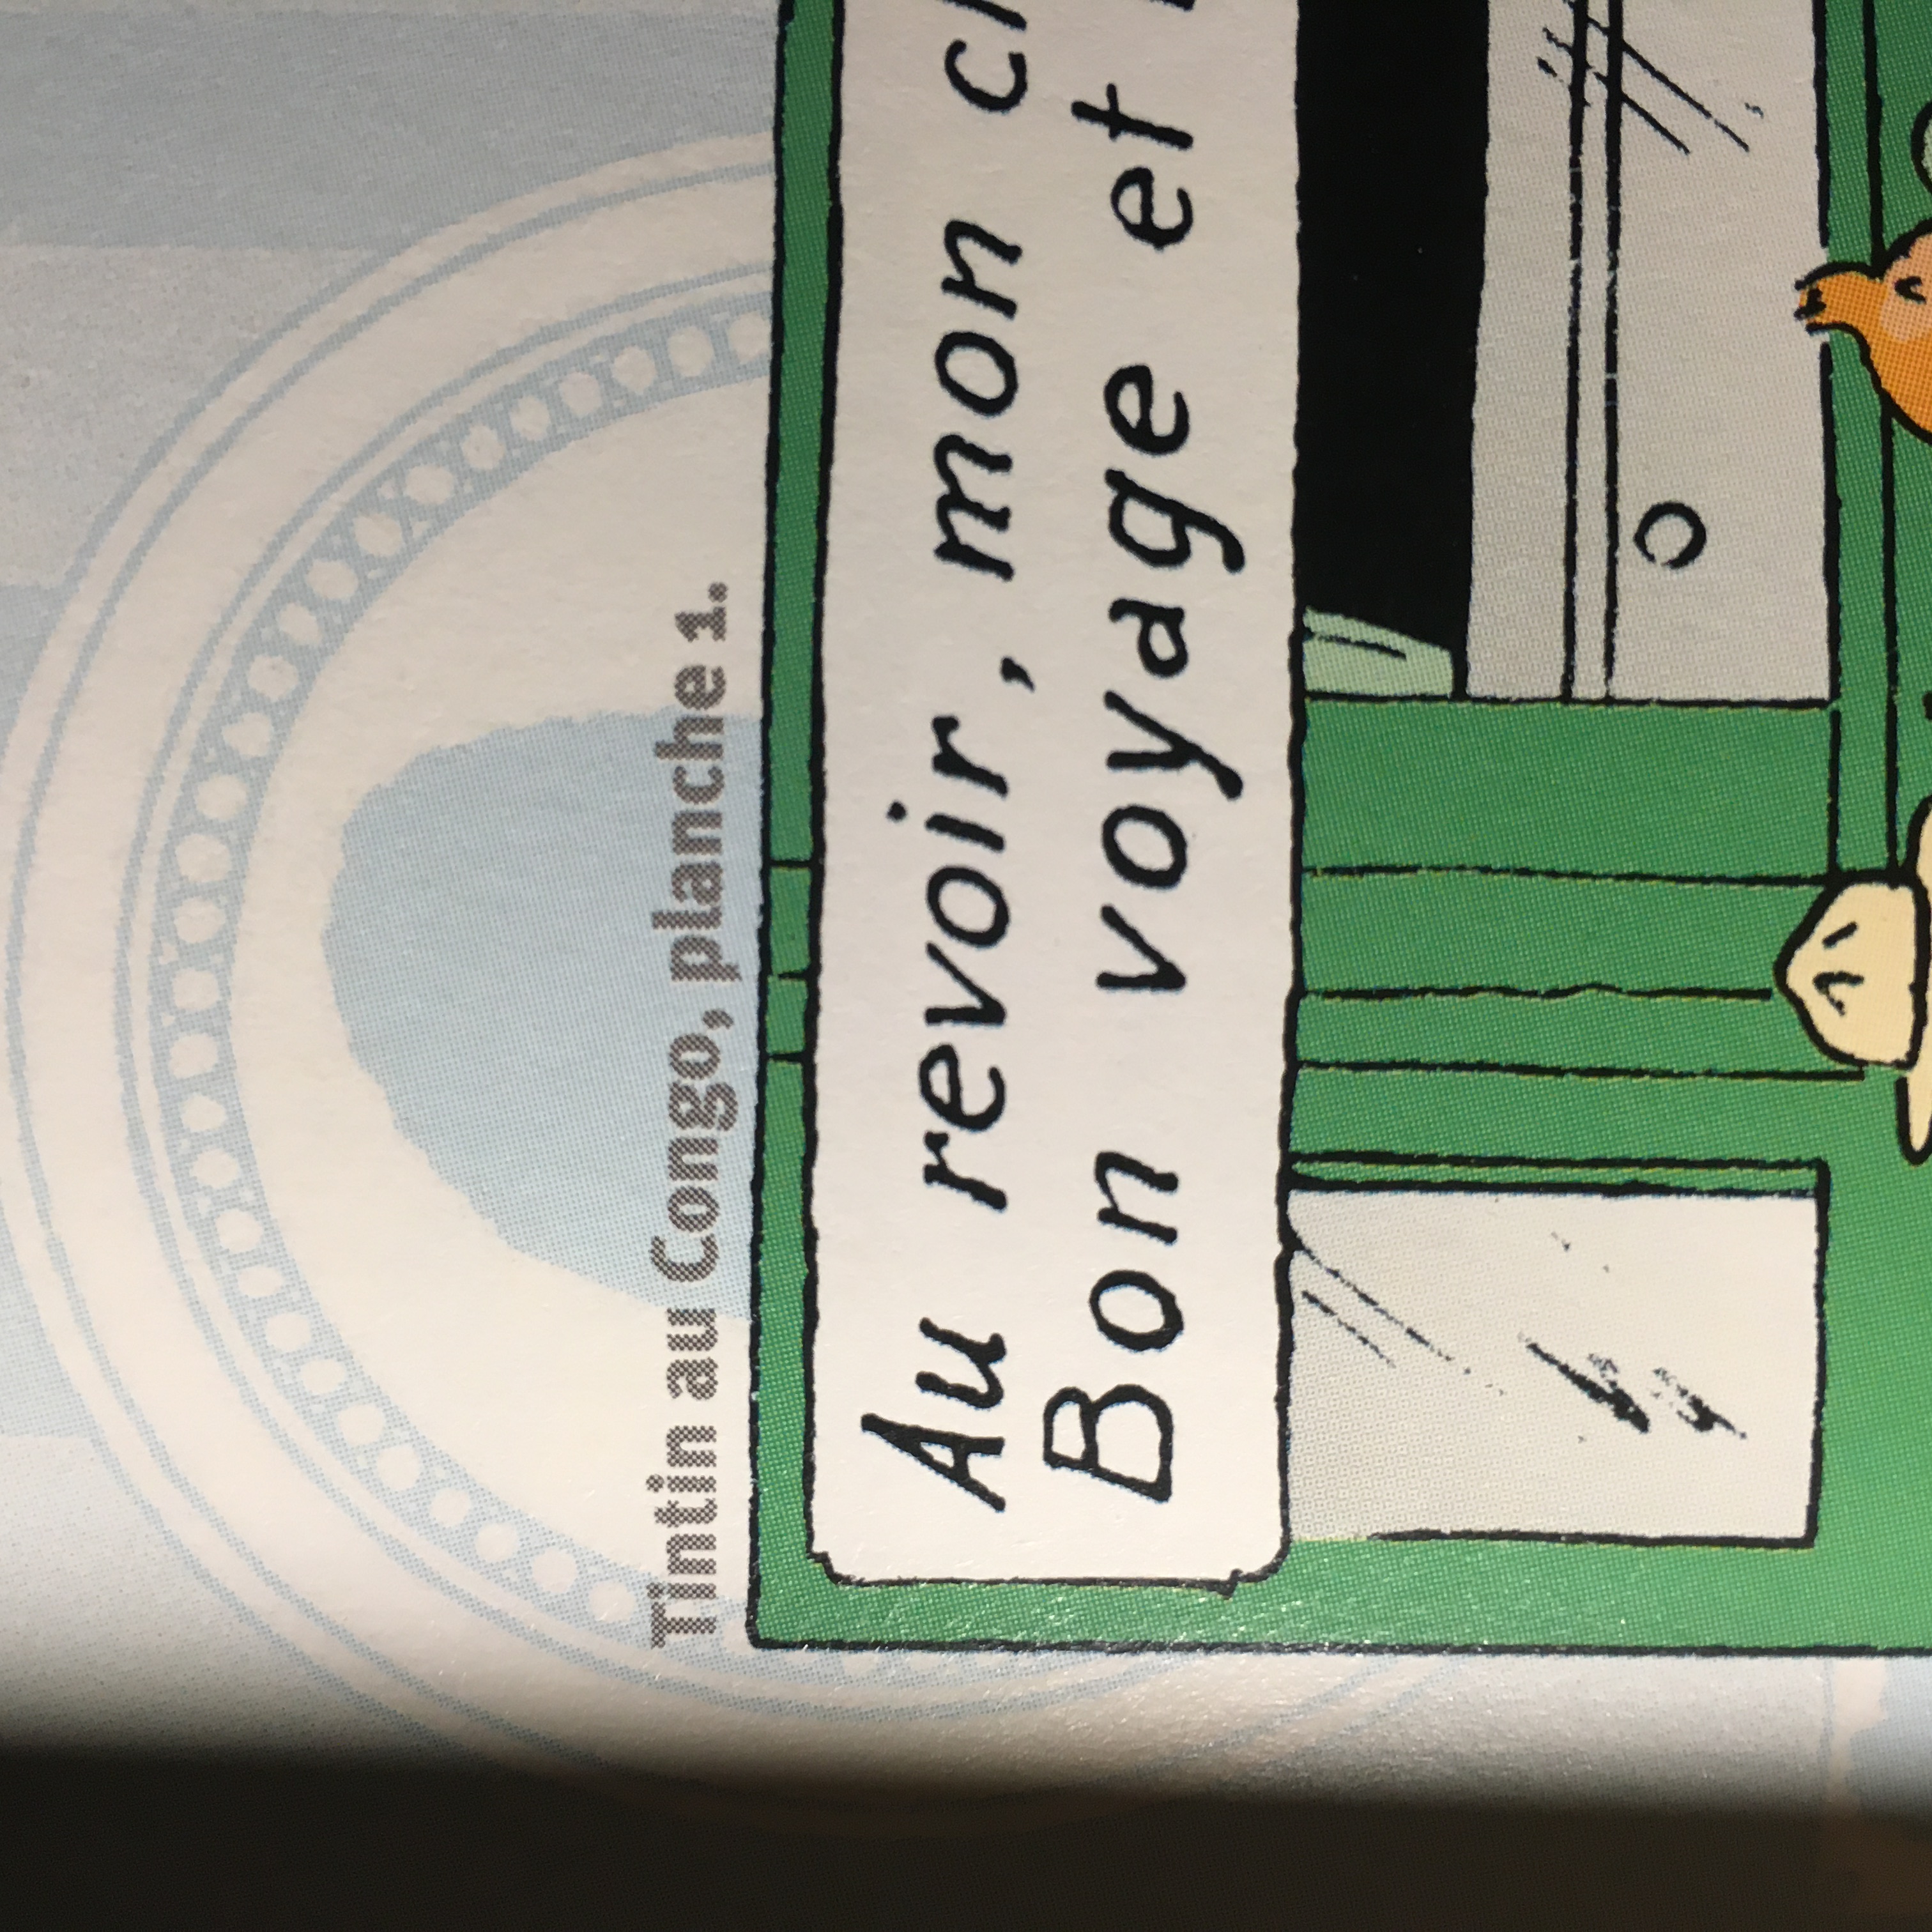 Tintin au Congo, planche 1.
Au revoir, mon
Bon voyage et